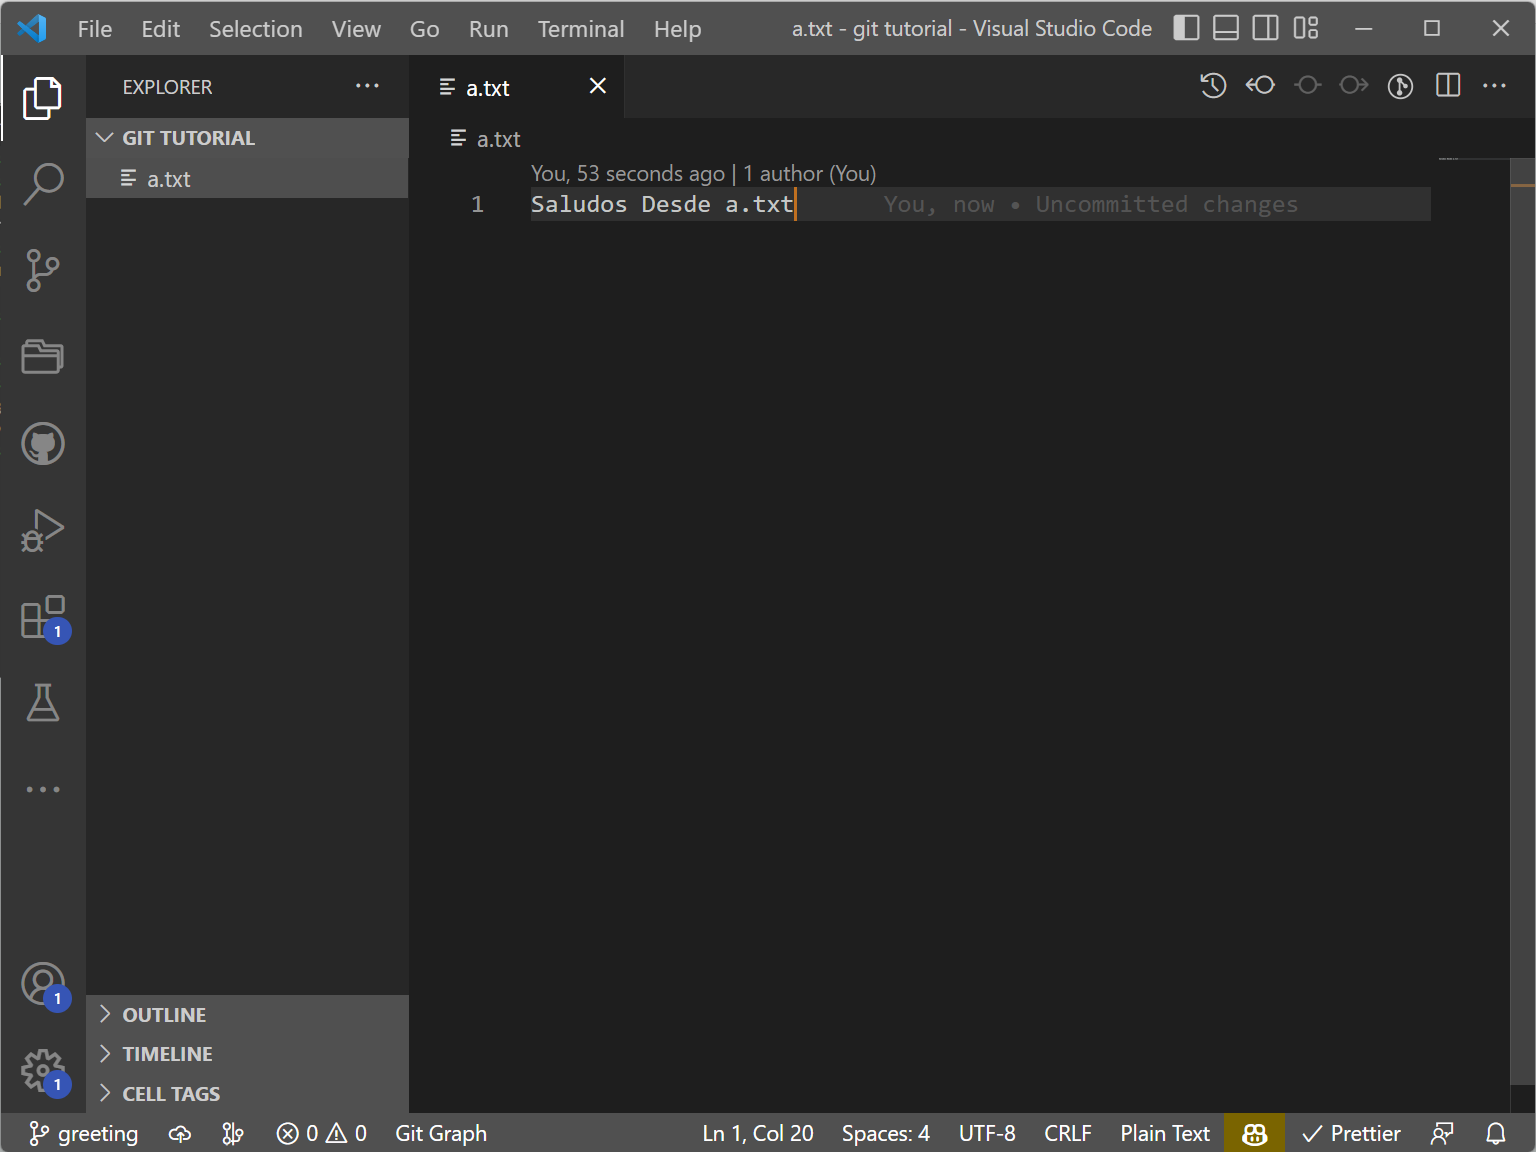 File Edit Selection View Go Run Terminal Help a.txt - git tutorial - Visual Studio Code
EXPLORER
a.txt
GIT TUTORIAL
a.txt
a.txt
You, 53 seconds ago | 1 author (You)
1 Saludos Desde a.txt You, now • Uncommitted changes
1
1
1
OUTLINE
TIMELINE
CELL TAGS
greeting 0 0 Git Graph Ln 1, Col 20 Spaces: 4 UTF-8 CRLF Plain Text Prettier